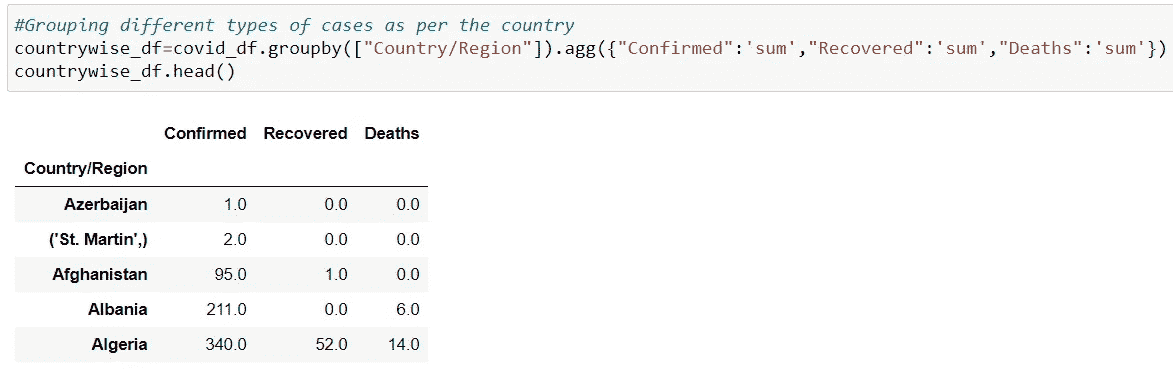 #Grouping different types of cases as per the country
countrywise_df=covid_df.groupby(["Country/Region"]).agg({"Confirmed":'sum',"Recovered":'sum',"Deaths":'sum'})
countrywise_df.head()
Confirmed Recovered Deaths
Country/Region
Azerbaijan 1.0 0.0 0.0
('St. Martin',) 2.0 0.0 0.0
Afghanistan 95.0 1.0 0.0
Albania 211.0 0.0 6.0
Algeria 340.0 52.0 14.0